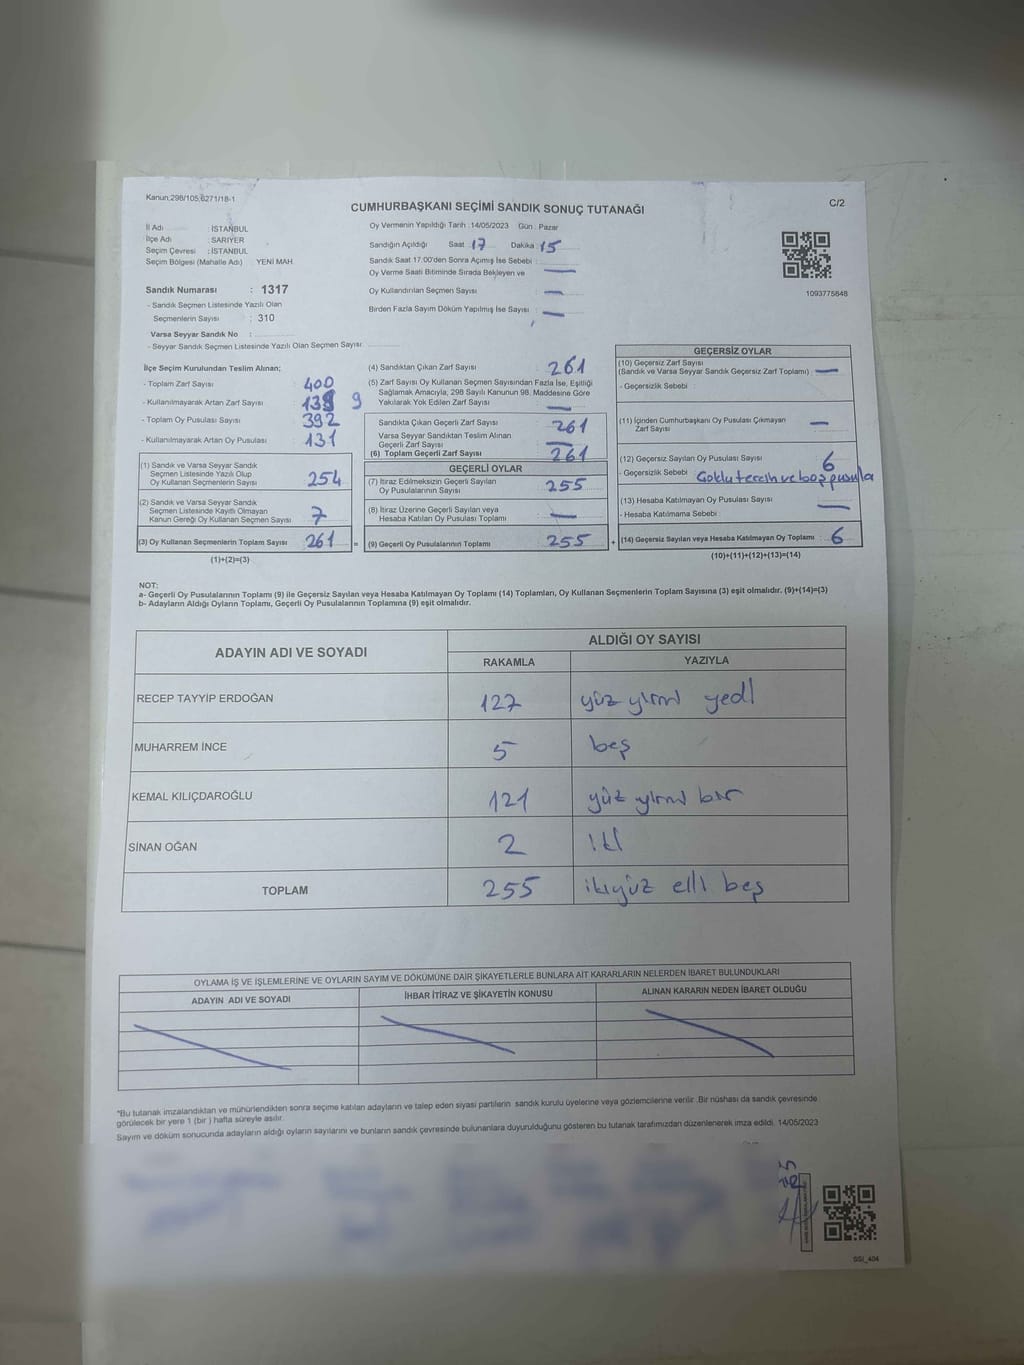 Kanun;298/105;6271/18-1
CUMHURBAŞKANI SEÇİMİ SANDIK SONUÇ TUTANAĞI
C/2
İl Adı : İSTANBUL
İlçe Adı : SARIYER
Seçim Çevresi : İSTANBUL
Seçim Bölgesi (Mahalle Adı) YENİ MAH.
Sandık Numarası : 1317
- Sandık Seçmen Listesinde Yazılı Olan
Seçmenlerin Sayısı : 310
Varsa Seyyar Sandık No :
- Seyyar Sandık Seçmen Listesinde Yazılı Olan Seçmen Sayısı:
Oy Vermenin Yapıldığı Tarih :14/05/2023 Gün : Pazar
Sandığın Açıldığı Saat 17 Dakika 15
Sandık Saat 17.00'den Sonra Açımış İse Sebebi :
Oy Verme Saati Bitiminde Sırada Bekleyen ve —
Oy Kullandırılan Seçmen Sayısı : —
Birden Fazla Sayım Döküm Yapılmış İse Sayısı : —
1093775848
İlçe Seçim Kurulundan Teslim Alınan;
- Toplam Zarf Sayısı : 400
- Kullanılmayarak Artan Zarf Sayısı : 139 9
- Toplam Oy Pusulası Sayısı : 392
- Kullanılmayarak Artan Oy Pusulası : 131
(1) Sandık ve Varsa Seyyar Sandık
Seçmen Listesinde Yazılı Olup
Oy Kullanan Seçmenlerin Sayısı : 254
(2) Sandık ve Varsa Seyyar Sandık
Seçmen Listesinde Kayıtlı Olmayan
Kanun Gereği Oy Kullanan Seçmen Sayısı : 7
(3) Oy Kullanan Seçmenlerin Toplam Sayısı : 261
(1)+(2)=(3)
(4) Sandıktan Çıkan Zarf Sayısı : 261
(5) Zarf Sayısı Oy Kullanan Seçmen Sayısından Fazla İse, Eşitliği
Sağlamak Amacıyla, 298 Sayılı Kanunun 98. Maddesine Göre
Yakılarak Yok Edilen Zarf Sayısı : —
Sandıkta Çıkan Geçerli Zarf Sayısı : 261
Varsa Seyyar Sandıktan Teslim Alınan
Geçerli Zarf Sayısı : —
(6) Toplam Geçerli Zarf Sayısı : 261
GEÇERLİ OYLAR
(7) İtiraz Edilmeksizin Geçerli Sayılan
Oy Pusulalarının Sayısı : 255
(8) İtiraz Üzerine Geçerli Sayılan veya
Hesaba Katılan Oy Pusulası Toplamı : —
= (9) Geçerli Oy Pusulalarının Toplamı : 255
GEÇERSİZ OYLAR
(10) Geçersiz Zarf Sayısı
(Sandık ve Varsa Seyyar Sandık Geçersiz Zarf Toplamı) : —
- Geçersizlik Sebebi :
(11) İçinden Cumhurbaşkanı Oy Pusulası Çıkmayan
Zarf Sayısı : —
(12) Geçersiz Sayılan Oy Pusulası Sayısı : 6
- Geçersizlik Sebebi : Çoklu tercih ve boş pusula
(13) Hesaba Katılmayan Oy Pusulası Sayısı : —
- Hesaba Katılmama Sebebi :
+ (14) Geçersiz Sayılan veya Hesaba Katılmayan Oy Toplamı : 6
(10)+(11)+(12)+(13)=(14)
NOT:
a- Geçerli Oy Pusulalarının Toplamı (9) ile Geçersiz Sayılan veya Hesaba Katılmayan Oy Toplamı (14) Toplamları, Oy Kullanan Seçmenlerin Toplam Sayısına (3) eşit olmalıdır. (9)+(14)=(3)
b- Adayların Aldığı Oyların Toplamı, Geçerli Oy Pusulalarının Toplamına (9) eşit olmalıdır.
ADAYIN ADI VE SOYADI
ALDIĞI OY SAYISI
RAKAMLA YAZIYLA
RECEP TAYYİP ERDOĞAN 127 yüz yirmi yedi
MUHARREM İNCE 5 beş
KEMAL KILIÇDAROĞLU 121 yüz yirmi bir
SİNAN OĞAN 2 iki
TOPLAM 255 ikiyüz elli beş
OYLAMA İŞ VE İŞLEMLERİNE VE OYLARIN SAYIM VE DÖKÜMÜNE DAİR ŞİKAYETLERLE BUNLARA AİT KARARLARIN NELERDEN İBARET BULUNDUKLARI
ADAYIN ADI VE SOYADI İHBAR İTİRAZ VE ŞİKAYETİN KONUSU ALINAN KARARIN NEDEN İBARET OLDUĞU
*Bu tutanak imzalandıktan ve mühürlendikten sonra seçime katılan adayların ve talep eden siyasi partilerin sandık kurulu üyelerine veya gözlemcilerine verilir .Bir nüshası da sandık çevresinde
görülecek bir yere 1 (bir ) hafta süreyle asılır.
Sayım ve döküm sonucunda adayların aldığı oyların sayılarını ve bunların sandık çevresinde bulunanlara duyurulduğunu gösteren bu tutanak tarafımızdan düzenlenerek imza edildi. 14/05/2023
SSI_404